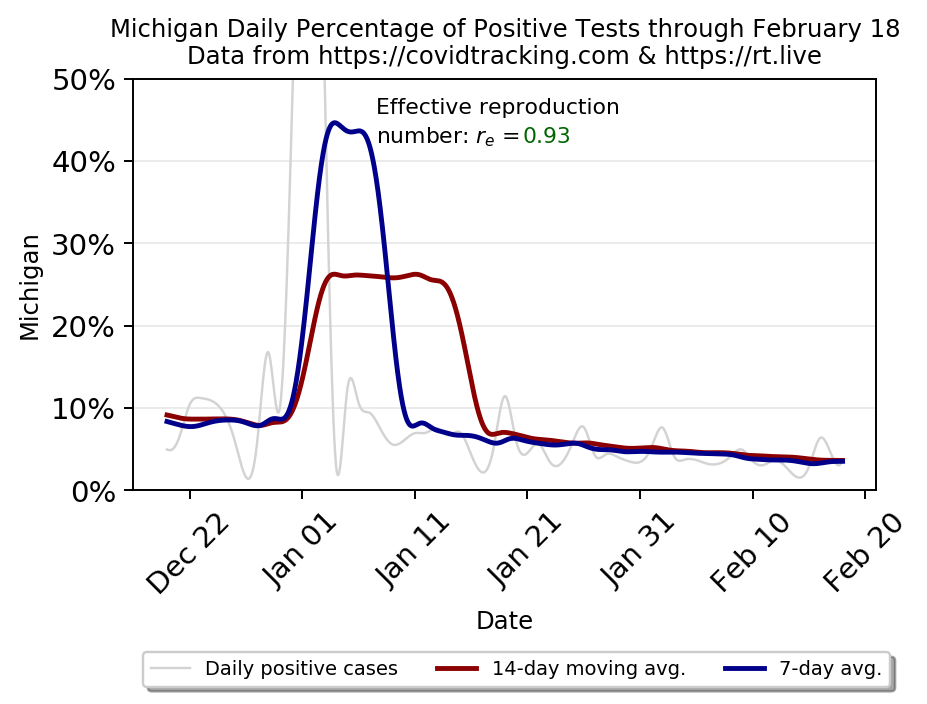 Michigan Daily Percentage of Positive Tests through February 18
Data from https://covidtracking.com & https://rt.live
50%
40%
30%
20%
10%
0%
Michigan
Effective reproduction
number: rₑ =0.93
Dec 22
Jan 01
Jan 11
Jan 21
Jan 31
Feb 10
Feb 20
Date
Daily positive cases
14-day moving avg.
7-day avg.